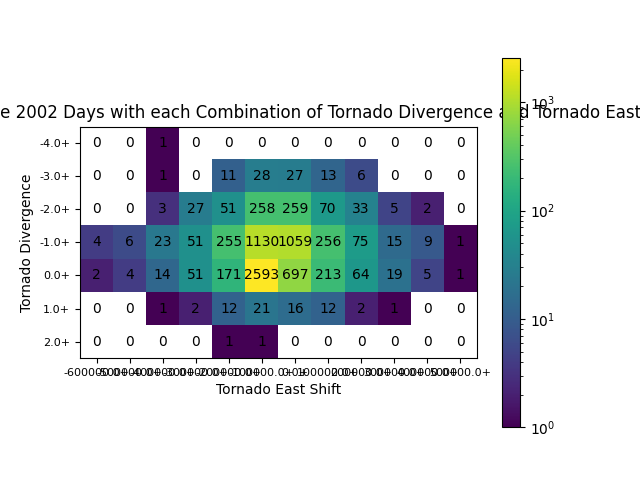 e 2002 Days with each Combination of Tornado Divergence a d Tornado East
Tornado Divergence
-4.0+ 0 0 1 0 0 0 0 0 0 0 0 0
-3.0+ 0 0 1 0 11 28 27 13 6 0 0 0
-2.0+ 0 0 3 27 51 258 259 70 33 5 2 0
-1.0+ 4 6 23 51 255 1130 1059 256 75 15 9 1
0.0+ 2 4 14 51 171 2593 697 213 64 19 5 1
1.0+ 0 0 1 2 12 21 16 12 2 1 0 0
2.0+ 0 0 0 0 1 1 0 0 0 0 0 0
Tornado East Shift
10³
10²
10¹
10⁰